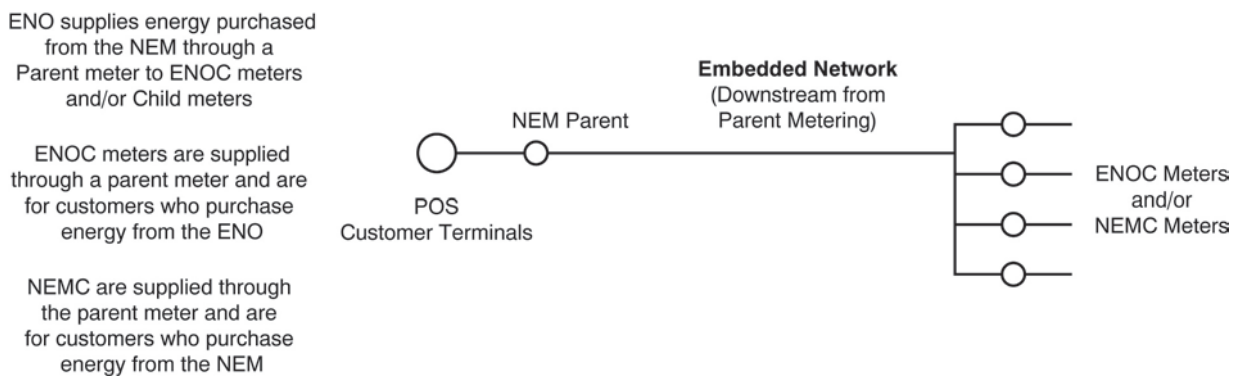 ENO supplies energy purchased
from the NEM through a
Parent meter to ENOC meters
and/or Child meters
ENOC meters are supplied
through a parent meter and are
for customers who purchase
energy from the ENO
NEMC are supplied through
the parent meter and are
for customers who purchase
energy from the NEM
POS
Customer Terminals
NEM Parent
Embedded Network
(Downstream from
Parent Metering)
ENOC Meters
and/or
NEMC Meters